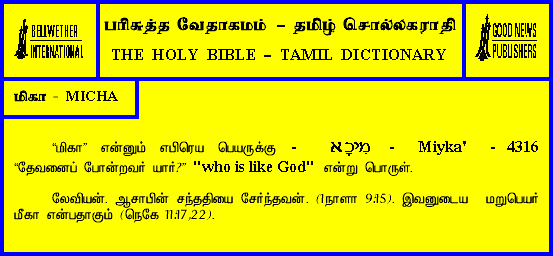 BELLWETHER
INTERNATIONAL
பரிசுத்த வேதாகமம் – தமிழ் சொல்லகராதி
THE HOLY BIBLE – TAMIL DICTIONARY
GOOD NEWS
PUBLISHERS
மிகா - MICHA
“மிகா” என்னும் எபிரெய பெயருக்கு - מִיכָא - Miyka' - 4316
“தேவனைப் போன்றவர் யார்?” "who is like God" என்று பொருள்.
லேவியன். ஆசாபின் சந்ததியை சேர்ந்தவன். (1நாளா 9:15). இவனுடைய மறுபெயர்
மீகா என்பதாகும் (நெகே 11:17,22).